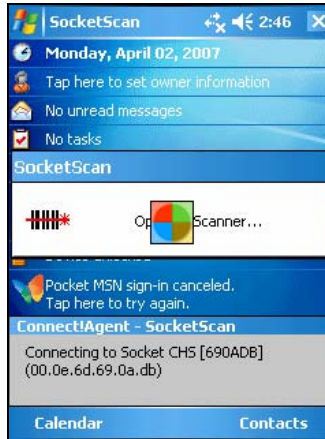 SocketScan 2:46
Monday, April 02, 2007
Tap here to set owner information
No unread messages
No tasks
SocketScan
Scanner...
Pocket MSN sign-in canceled.
Tap here to try again.
Connect!Agent - SocketScan
Connecting to Socket CHS [690ADB]
(00.0e.6d.69.0a.db)
Calendar Contacts